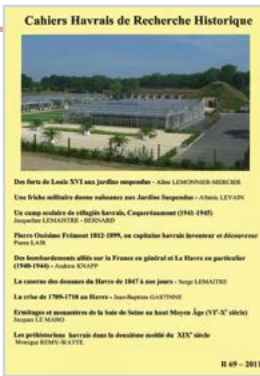 Cahiers Havrais de Recherche Historique
Des forts de Louis XVI aux jardins suspendus - Aline LEMONNIER-MERCIER
Une friche militaire donne naissance aux Jardins Suspendus - Albéric LEVAIN
Un camp scolaire de réfugiés havrais, Coqueréaumont (1941-1945)
Jacqueline LEMAISTRE - BERNARD
Pierre Onésime Frémont 1812-1899, un capitaine havrais inventeur et découvreur
Pierre LAIR
Des bombardements alliés sur la France en général et Le Havre en particulier
(1940-1944) - Andrew KNAPP
La caserne des douanes du Havre de 1847 à nos jours - Serge LEMAITRE
La crise de 1709-1710 au Havre - Jean-Baptiste GASTINNE
Ermitages et monastères de la baie de Seine au haut Moyen Âge (VIᵉ-Xᵉ siècle)
Jacques LE MAHO
Les préhistoriens havrais dans la deuxième moitié du XIXᵉ siècle
Monique REMY-WATTE
R 69 - 2011